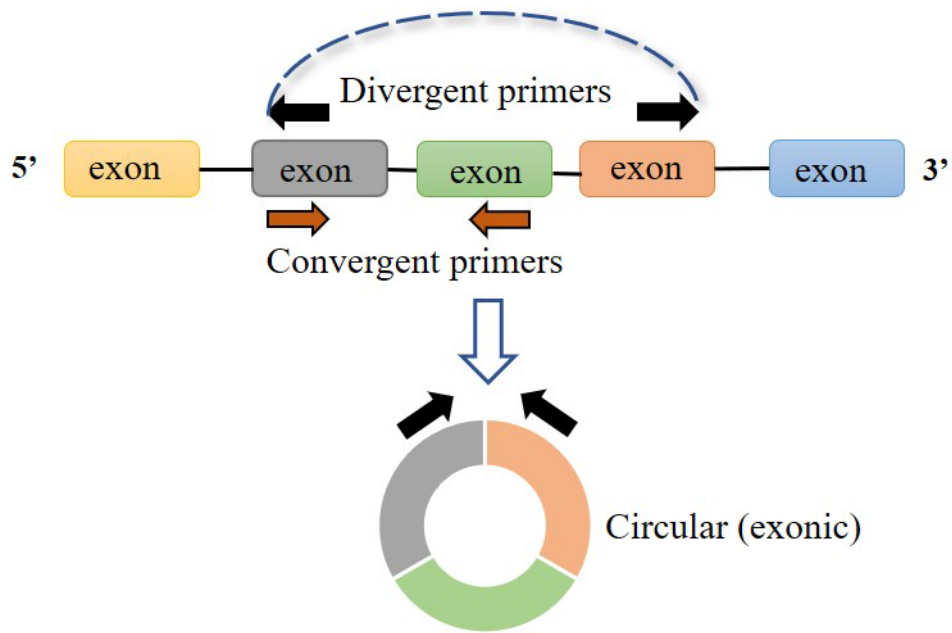 Divergent primers
5’ exon exon exon exon exon 3’
Convergent primers
Circular (exonic)